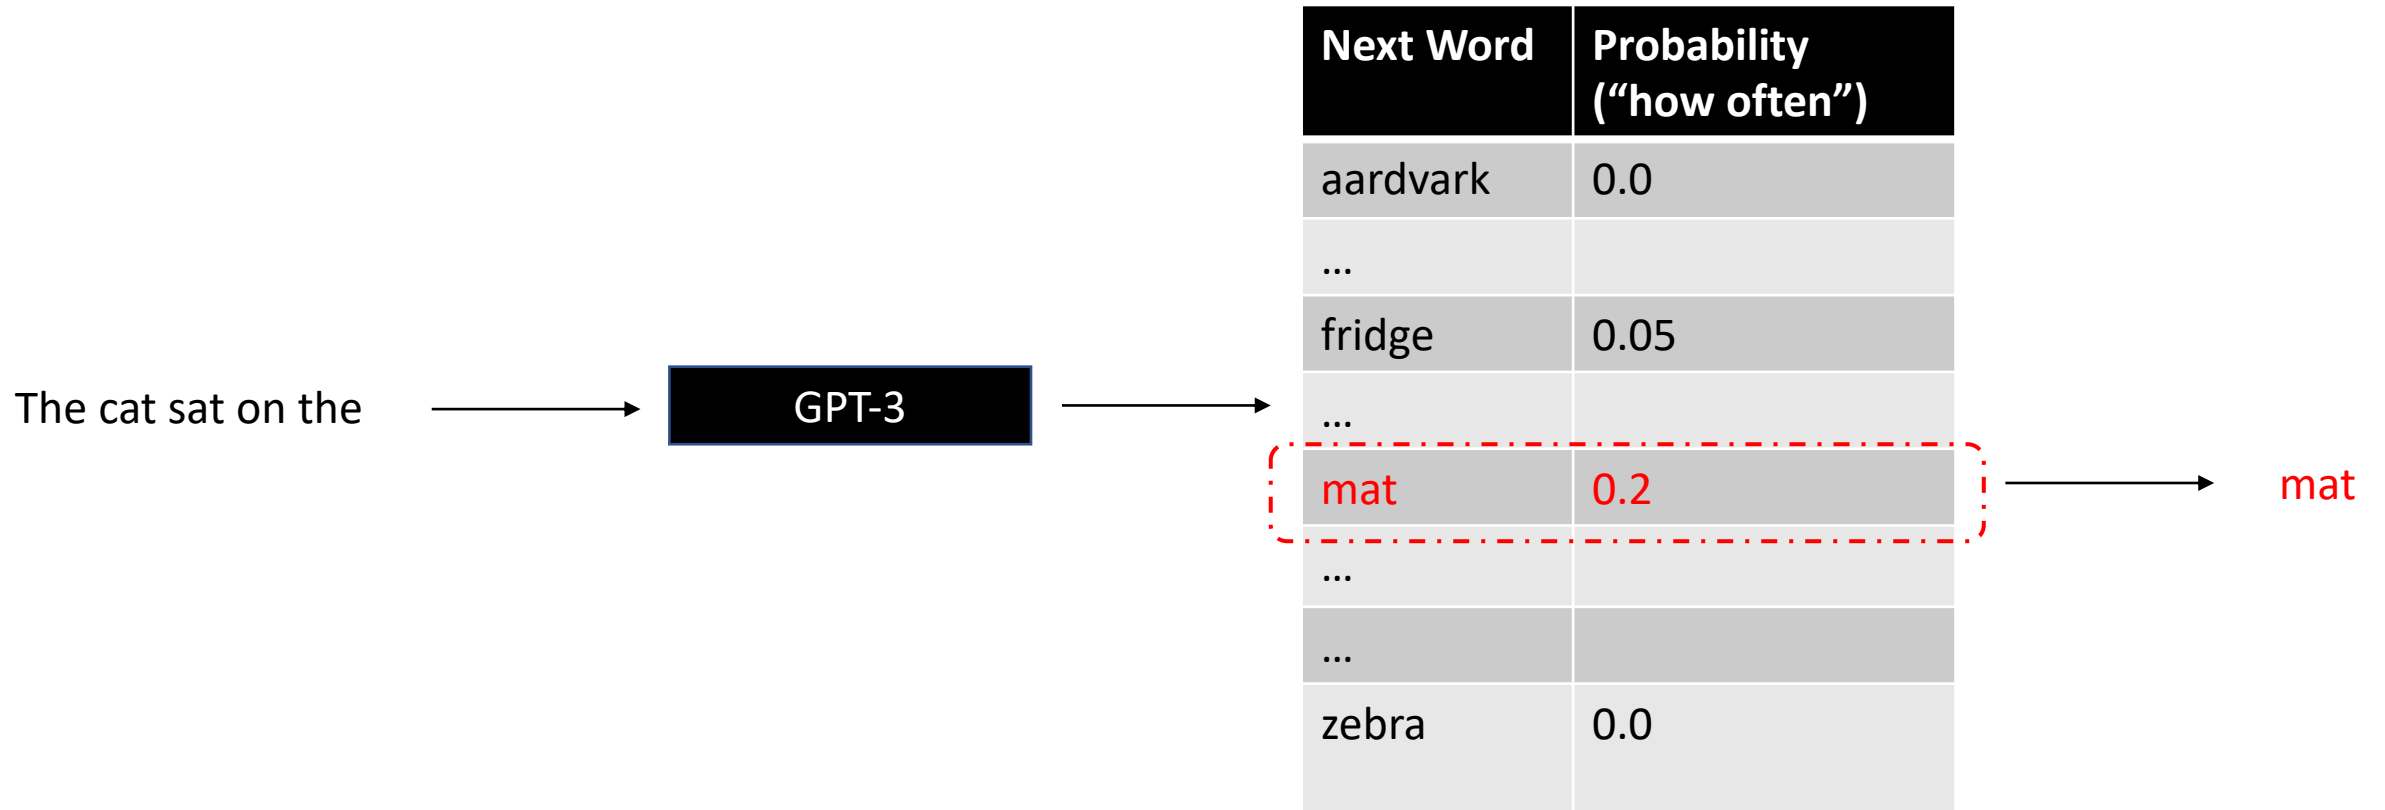 The cat sat on the
GPT-3
Next Word
Probability
(“how often”)
aardvark 0.0
…
fridge 0.05
…
mat 0.2
…
…
zebra 0.0
mat